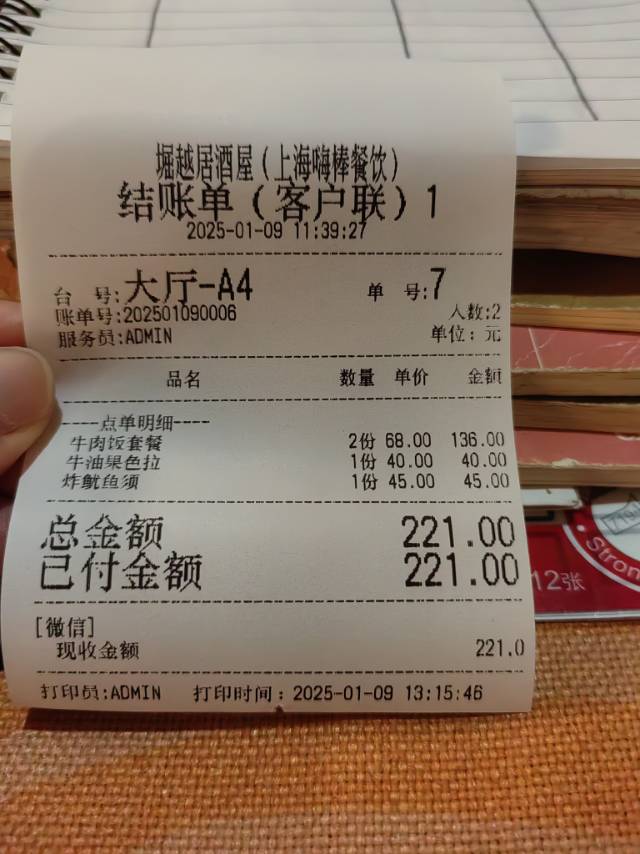 堀越居酒屋(上海嗨棒餐饮)
结账单(客户联)1
2025-01-09 11:39:27
台 号:大厅-A4 单 号:7
账单号:202501090006 人数:2
服务员:ADMIN 单位:元
品名 数量 单价 金额
----点单明细----
牛肉饭套餐 2份 68.00 136.00
牛油果色拉 1份 40.00 40.00
炸鱿鱼须 1份 45.00 45.00
总金额 221.00
已付金额 221.00
[微信]
现收金额 221.0
打印员:ADMIN 打印时间:2025-01-09 13:15:46
Stron
12张